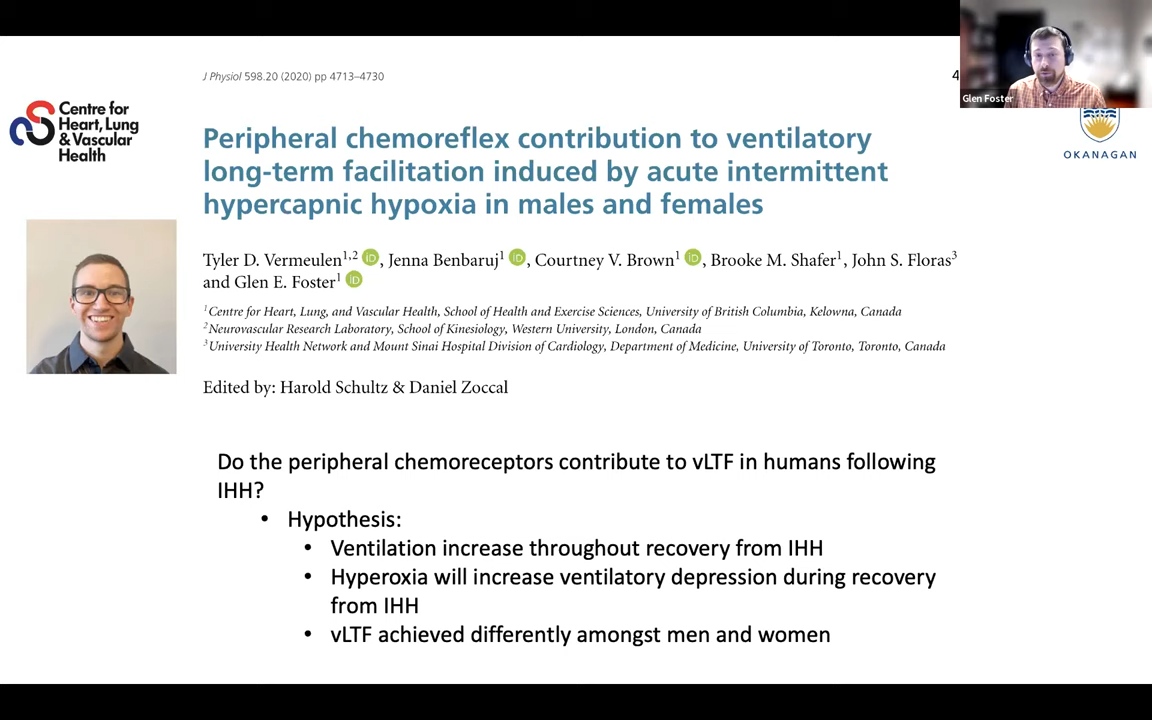 J Physiol 598.20 (2020) pp 4713–4730
4
Glen Foster
Centre for
Heart, Lung
& Vascular
Health
OKANAGAN
Peripheral chemoreflex contribution to ventilatory
long-term facilitation induced by acute intermittent
hypercapnic hypoxia in males and females
Tyler D. Vermeulen1,2 iD, Jenna Benbaruj1 iD, Courtney V. Brown1 iD, Brooke M. Shafer1, John S. Floras3
and Glen E. Foster1 iD
1Centre for Heart, Lung, and Vascular Health, School of Health and Exercise Sciences, University of British Columbia, Kelowna, Canada
2Neurovascular Research Laboratory, School of Kinesiology, Western University, London, Canada
3University Health Network and Mount Sinai Hospital Division of Cardiology, Department of Medicine, University of Toronto, Toronto, Canada
Edited by: Harold Schultz & Daniel Zoccal
Do the peripheral chemoreceptors contribute to vLTF in humans following
IHH?
• Hypothesis:
• Ventilation increase throughout recovery from IHH
• Hyperoxia will increase ventilatory depression during recovery
from IHH
• vLTF achieved differently amongst men and women